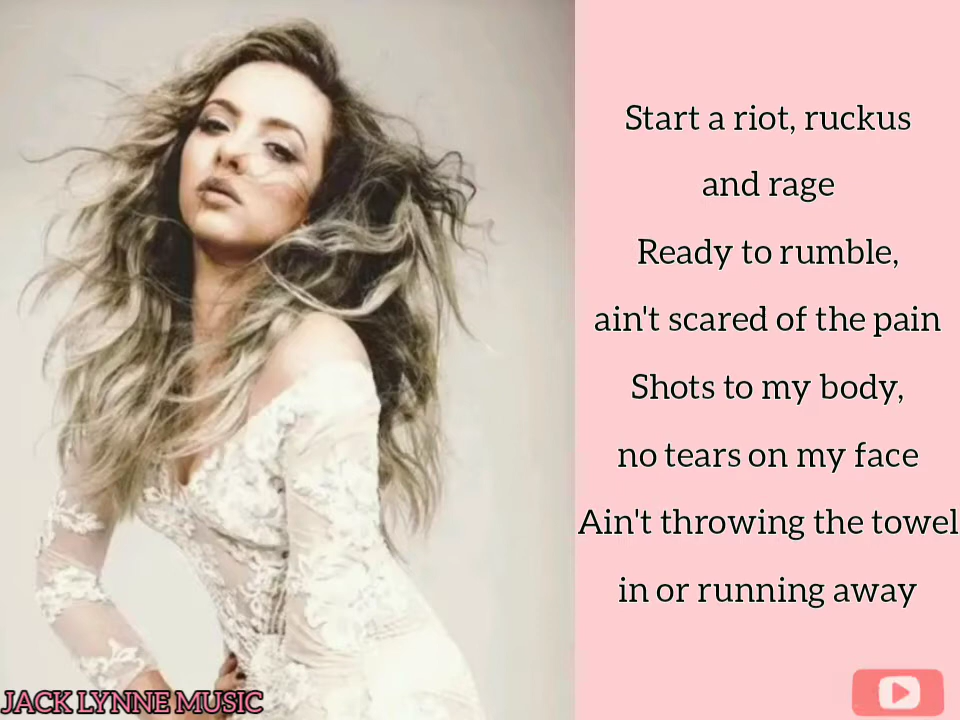 Start a riot, ruckus
and rage
Ready to rumble,
ain't scared of the pain
Shots to my body,
no tears on my face
Ain't throwing the towel
in or running away
JACK LYNNE MUSIC